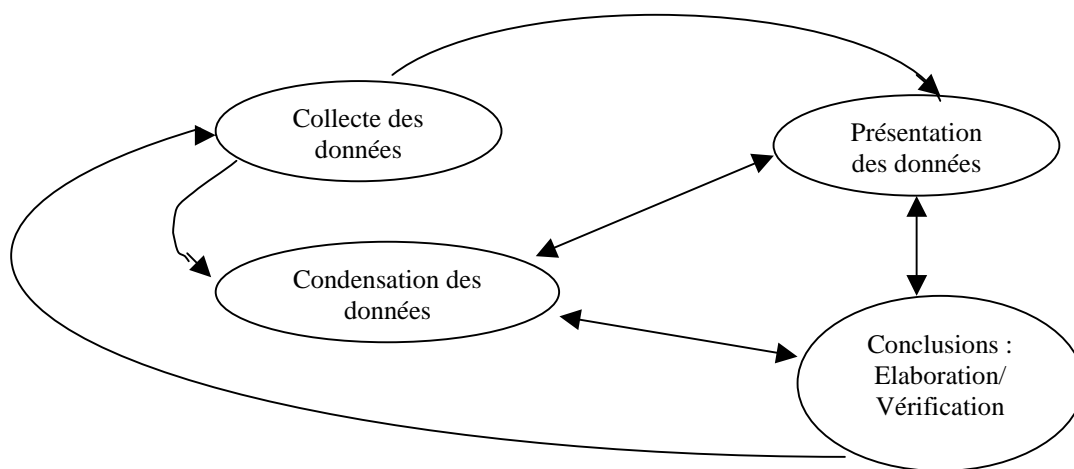 Collecte des
données
Présentation
des données
Condensation des
données
Conclusions :
Elaboration/
Vérification